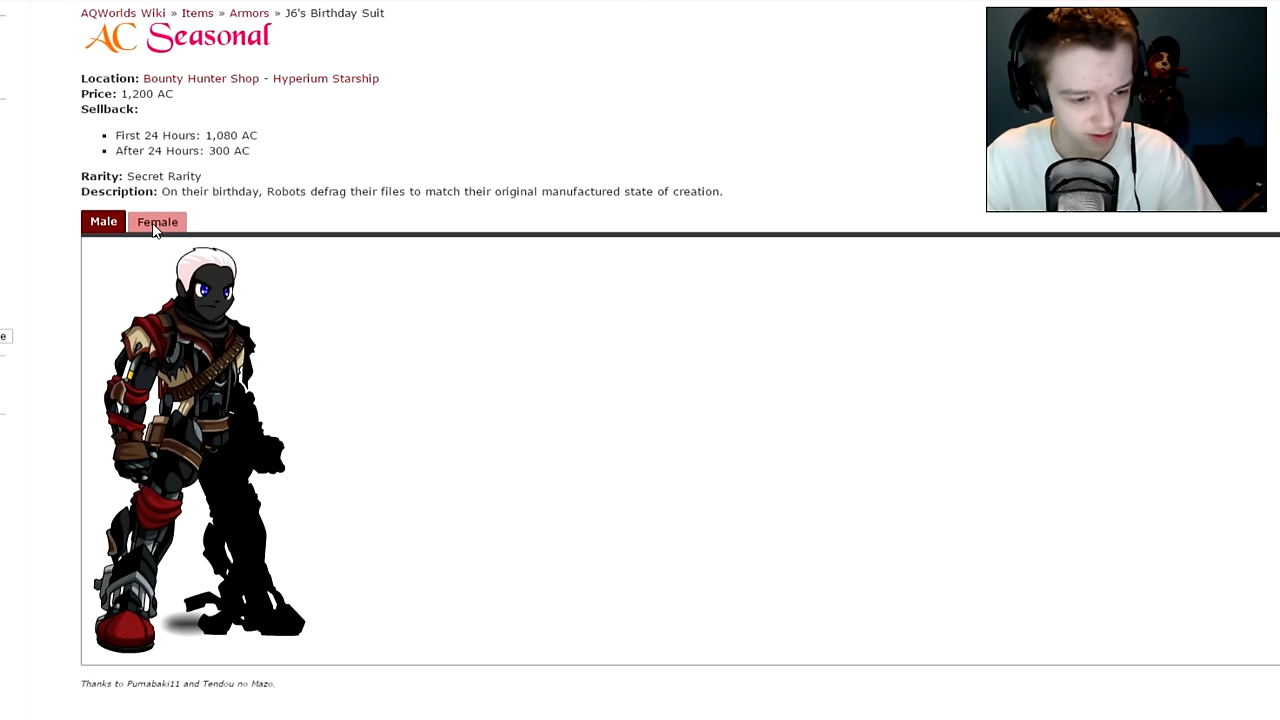 AQWorlds Wiki » Items » Armors » J6's Birthday Suit
AC Seasonal
Location: Bounty Hunter Shop - Hyperium Starship
Price: 1,200 AC
Sellback:
First 24 Hours: 1,080 AC
After 24 Hours: 300 AC
Rarity: Secret Rarity
Description: On their birthday, Robots defrag their files to match their original manufactured state of creation.
Male Female
e
Thanks to Pumabaki11 and Tendou no Mazo.